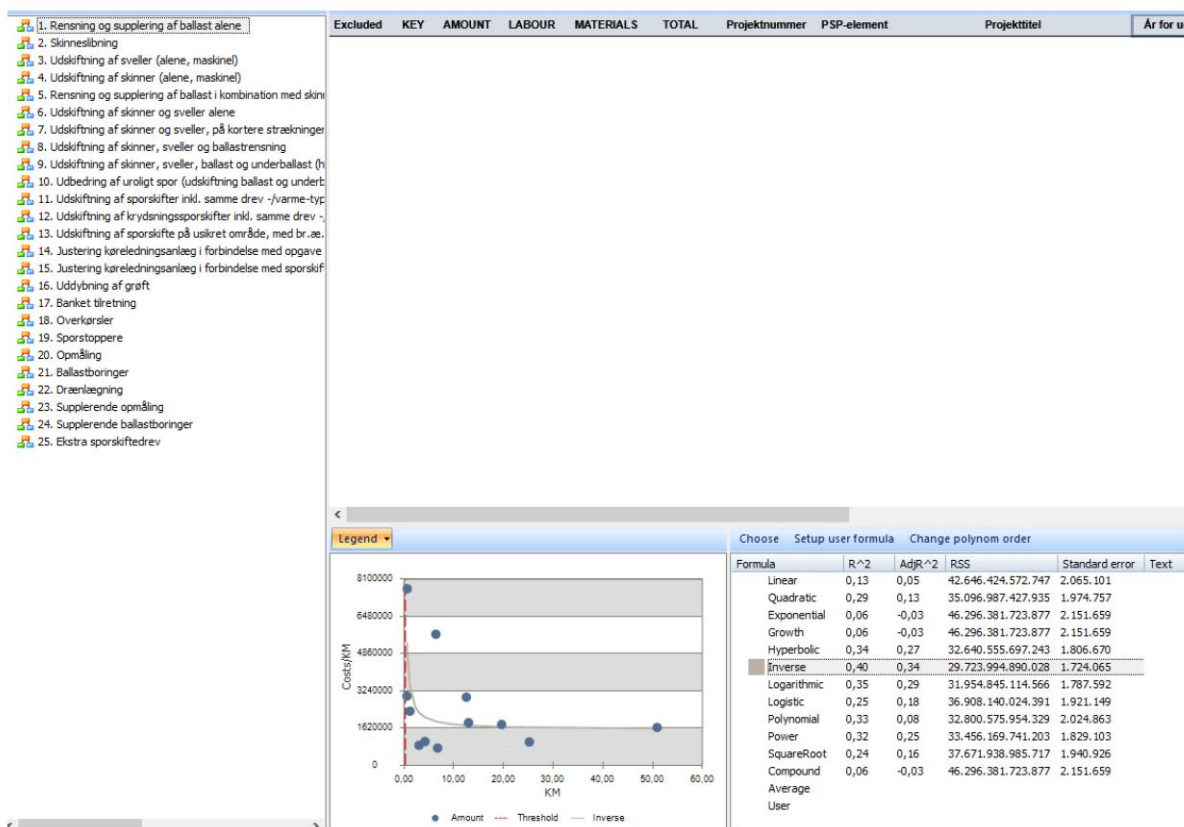 1. Rensning og supplering af ballast alene
2. Skinneslibning
3. Udskiftning af sveller (alene, maskinel)
4. Udskiftning af skinner (alene, maskinel)
5. Rensning og supplering af ballast i kombination med skin
6. Udskiftning af skinner og sveller alene
7. Udskiftning af skinner og sveller, på kortere strækninger
8. Udskiftning af skinner, sveller og ballastrensning
9. Udskiftning af skinner, sveller, ballast og underballast (h
10. Udbedring af uroligt spor (udskiftning ballast og underb
11. Udskiftning af sporskifter inkl. samme drev -/varme-typ
12. Udskiftning af krydsningssporskifter inkl. samme drev -
13. Udskiftning af sporskifte på usikret område, med br.æ.
14. Justering køreledningsanlæg i forbindelse med opgave
15. Justering køreledningsanlæg i forbindelse med sporskif
16. Uddybning af grøft
17. Banket tilretning
18. Overkørsler
19. Sporstoppere
20. Opmåling
21. Ballastboringer
22. Drænlægning
23. Supplerende opmåling
24. Supplerende ballastboringer
25. Ekstra sporskiftedrev
Excluded KEY AMOUNT LABOUR MATERIALS TOTAL Projektnummer PSP-element Projekttitel År for u
Legend
8100000
6480000
4860000
3240000
1620000
0
Costs/KM
0,00 10,00 20,00 30,00 40,00 50,00 60,00
KM
Amount Threshold Inverse
Choose Setup user formula Change polynom order
Formula R^2 AdjR^2 RSS Standard error Text
Linear 0,13 0,05 42.646.424.572.747 2.065.101
Quadratic 0,29 0,13 35.096.987.427.935 1.974.757
Exponential 0,06 -0,03 46.296.381.723.877 2.151.659
Growth 0,06 -0,03 46.296.381.723.877 2.151.659
Hyperbolic 0,34 0,27 32.640.555.697.243 1.806.670
Inverse 0,40 0,34 29.723.994.890.028 1.724.065
Logarithmic 0,35 0,29 31.954.845.114.566 1.787.592
Logistic 0,25 0,18 36.908.140.024.391 1.921.149
Polynomial 0,33 0,08 32.800.575.954.329 2.024.863
Power 0,32 0,25 33.456.169.741.203 1.829.103
SquareRoot 0,24 0,16 37.671.938.985.717 1.940.926
Compound 0,06 -0,03 46.296.381.723.877 2.151.659
Average
User